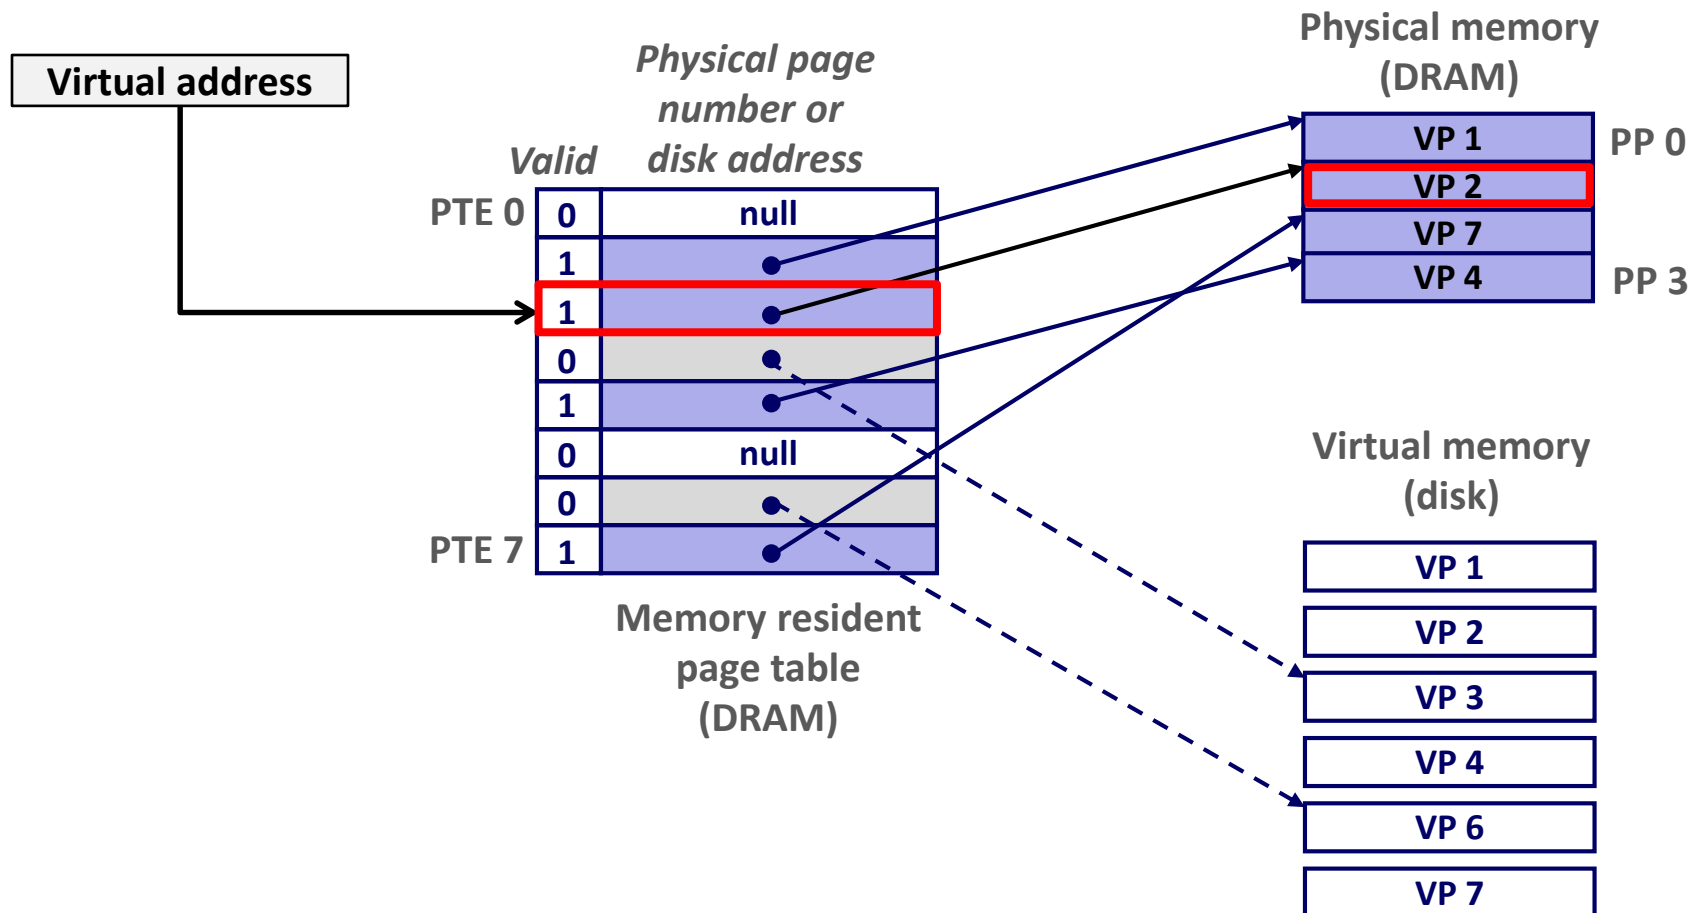 Virtual address
Physical page
number or
disk address
Valid
PTE 0
0 null
1
1
0
1
0 null
0
PTE 7 1
Memory resident
page table
(DRAM)
Physical memory
(DRAM)
VP 1 PP 0
VP 2
VP 7
VP 4 PP 3
Virtual memory
(disk)
VP 1
VP 2
VP 3
VP 4
VP 6
VP 7